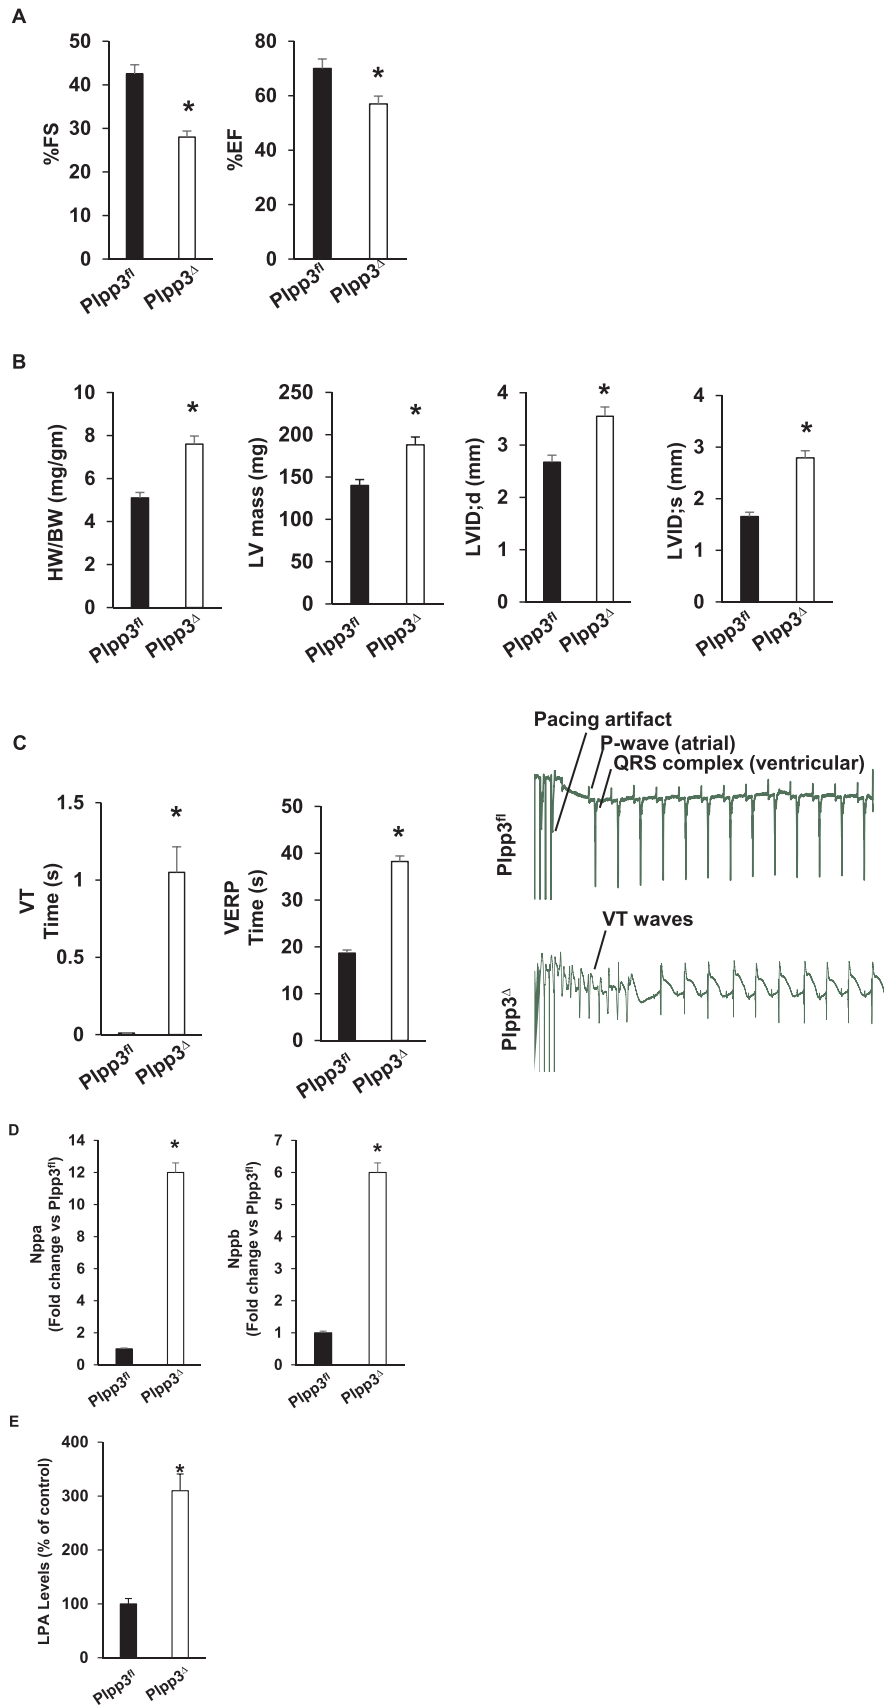 A
%FS
50
40
30
20
10
0
*
Plpp3fl
Plpp3Δ
%EF
80
60
40
20
0
*
Plpp3fl
Plpp3Δ
B
HW/BW (mg/gm)
10
8
6
4
2
0
*
Plpp3fl
Plpp3Δ
LV mass (mg)
250
200
150
100
50
0
*
Plpp3fl
Plpp3Δ
LVID;d (mm)
4
3
2
1
0
*
Plpp3fl
Plpp3Δ
LVID;s (mm)
4
3
2
1
0
*
Plpp3fl
Plpp3Δ
C
VT
Time (s)
1.5
1
0.5
0
*
Plpp3fl
Plpp3Δ
VERP
Time (s)
50
40
30
20
10
0
*
Plpp3fl
Plpp3Δ
Pacing artifact
P-wave (atrial)
QRS complex (ventricular)
Plpp3fl
VT waves
Plpp3Δ
D
Nppa
(Fold change vs Plpp3fl)
14
12
10
8
6
4
2
0
*
Plpp3fl
Plpp3Δ
Nppb
(Fold change vs Plpp3fl)
7
6
5
4
3
2
1
0
*
Plpp3fl
Plpp3Δ
E
LPA Levels (% of control)
400
300
200
100
0
*
Plpp3fl
Plpp3Δ